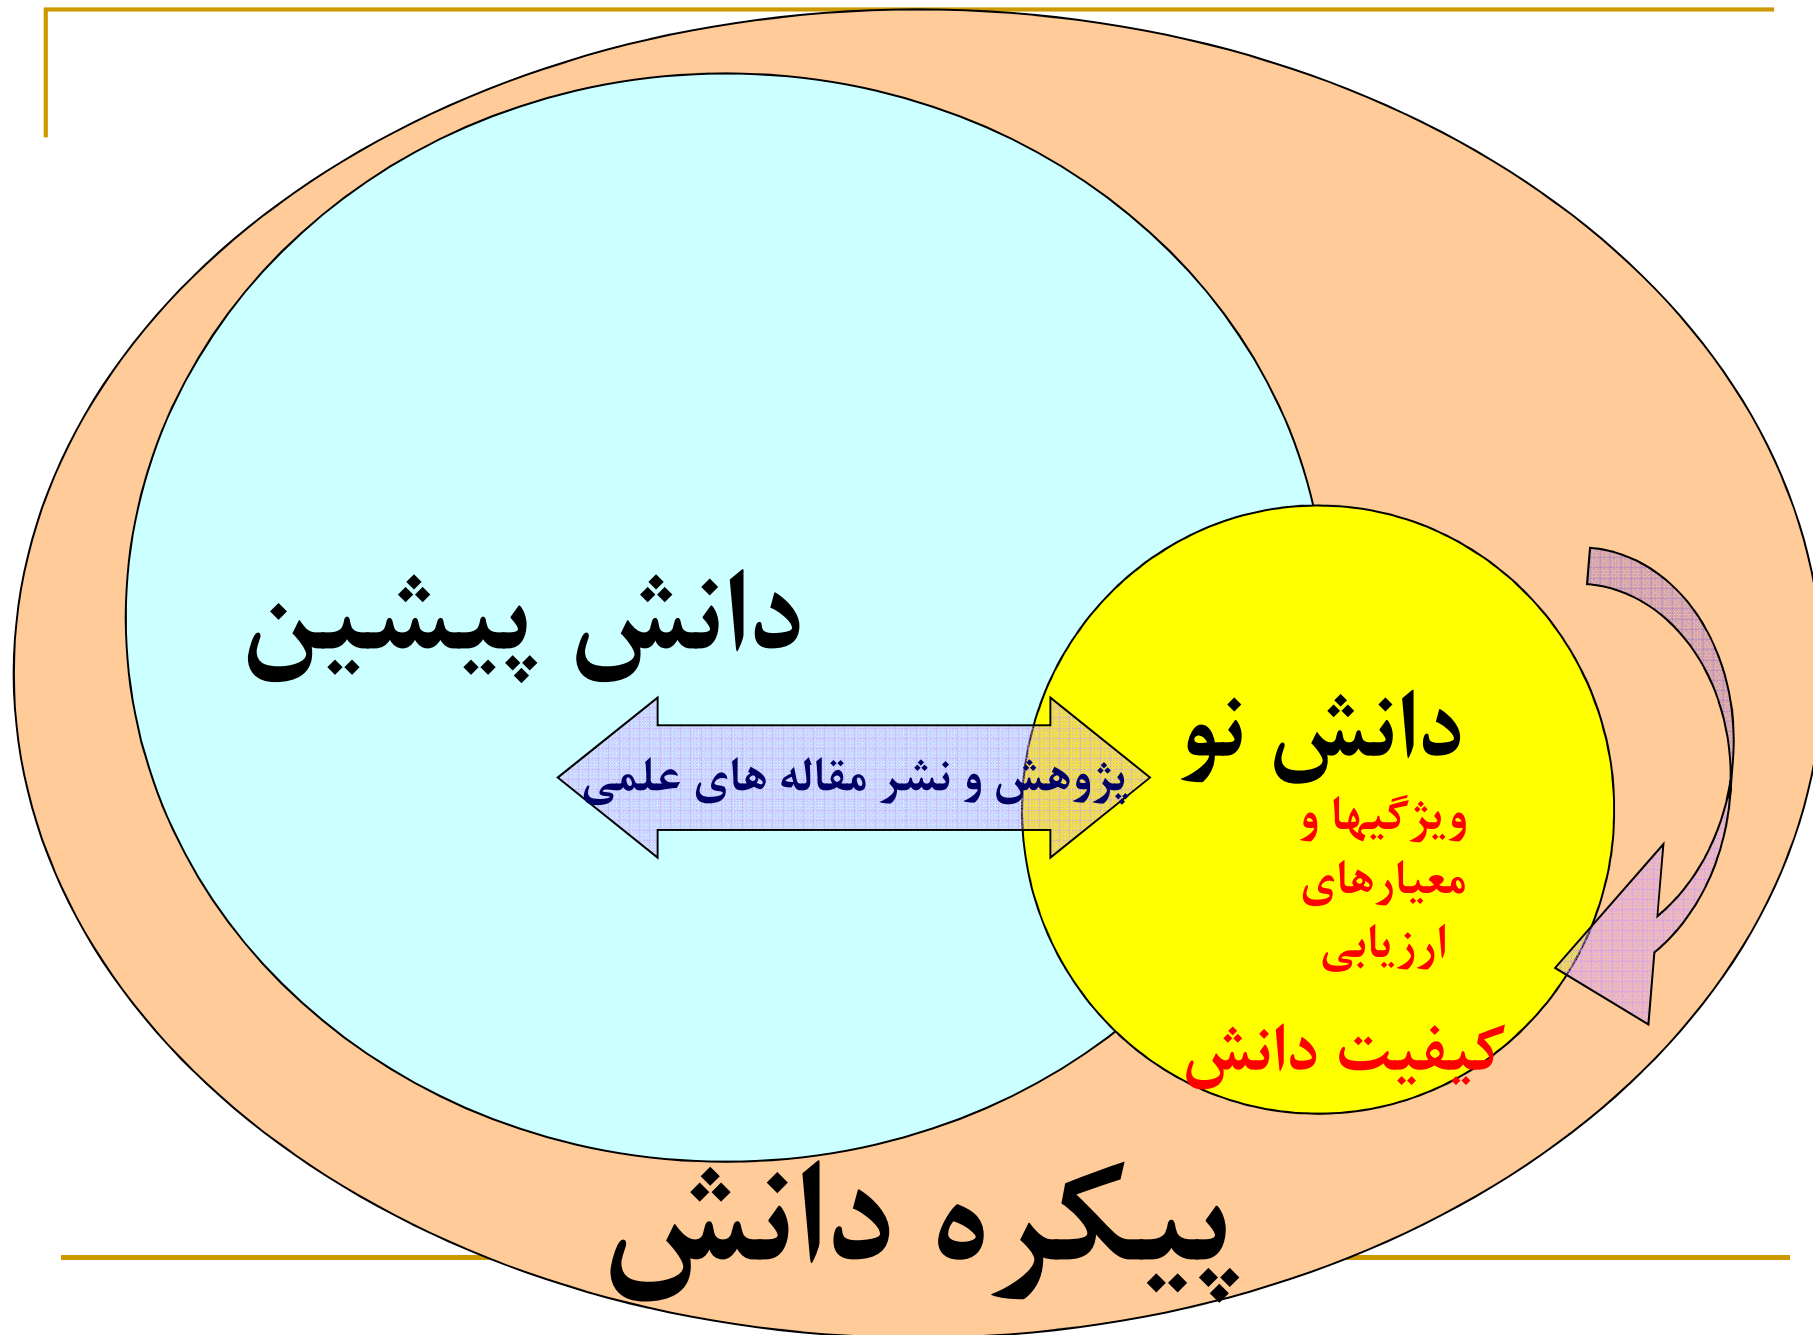 دانش پیشین
دانش نو
پژوهش و نشر مقاله های علمی
ویژگیها و
معیارهای
ارزیابی
کیفیت دانش
پیکره دانش